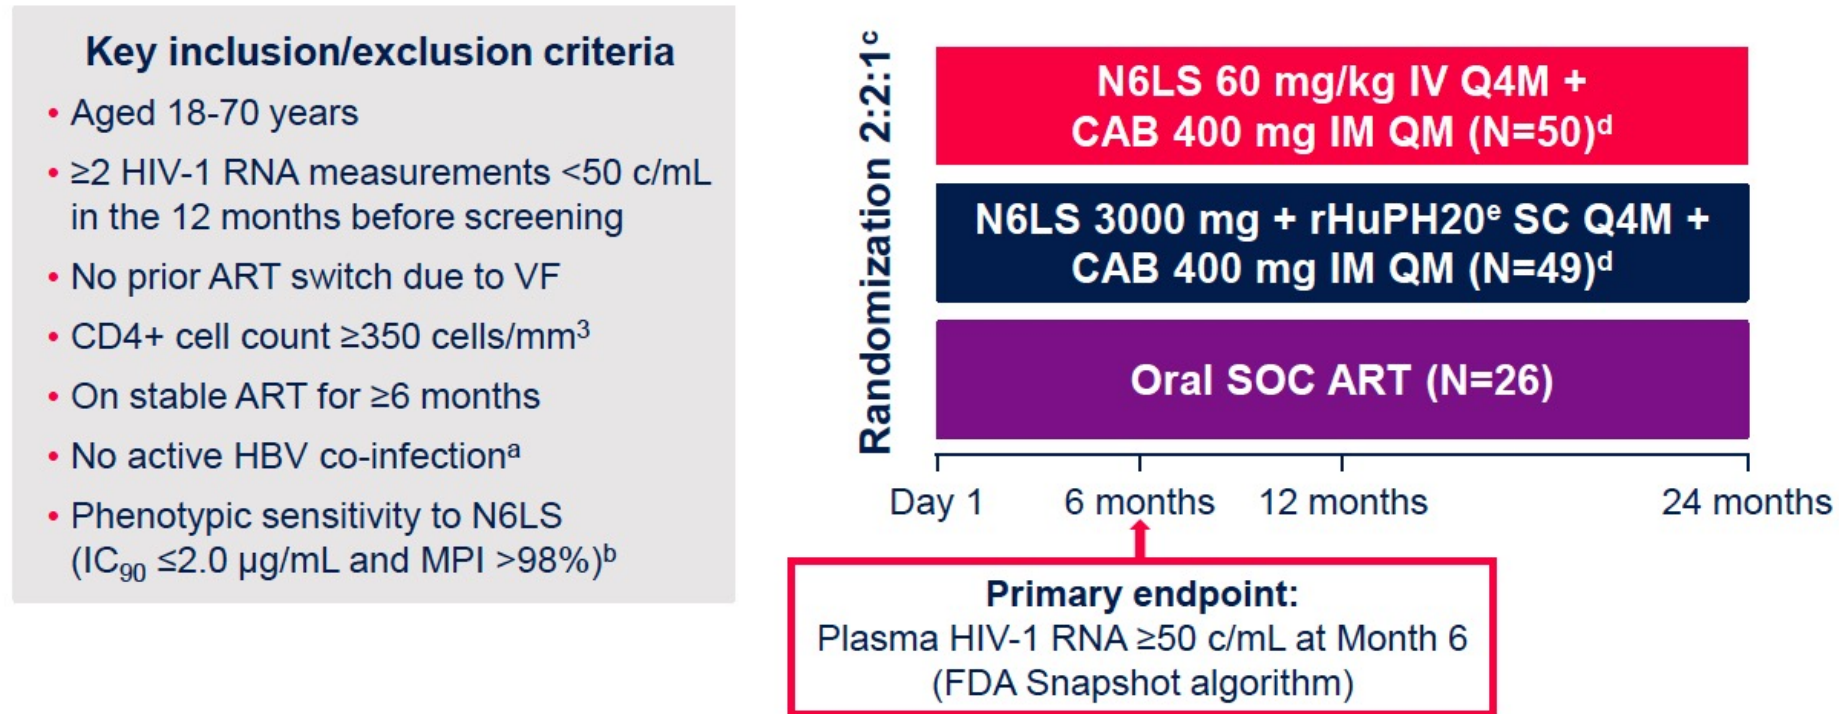 Key inclusion/exclusion criteria
• Aged 18-70 years
• ≥2 HIV-1 RNA measurements <50 c/mL
in the 12 months before screening
• No prior ART switch due to VF
• CD4+ cell count ≥350 cells/mm³
• On stable ART for ≥6 months
• No active HBV co-infectionᵃ
• Phenotypic sensitivity to N6LS
(IC₉₀ ≤2.0 µg/mL and MPI >98%)ᵇ
Randomization 2:2:1ᶜ
N6LS 60 mg/kg IV Q4M +
CAB 400 mg IM QM (N=50)ᵈ
N6LS 3000 mg + rHuPH20ᵉ SC Q4M +
CAB 400 mg IM QM (N=49)ᵈ
Oral SOC ART (N=26)
Day 1 6 months 12 months 24 months
Primary endpoint:
Plasma HIV-1 RNA ≥50 c/mL at Month 6
(FDA Snapshot algorithm)